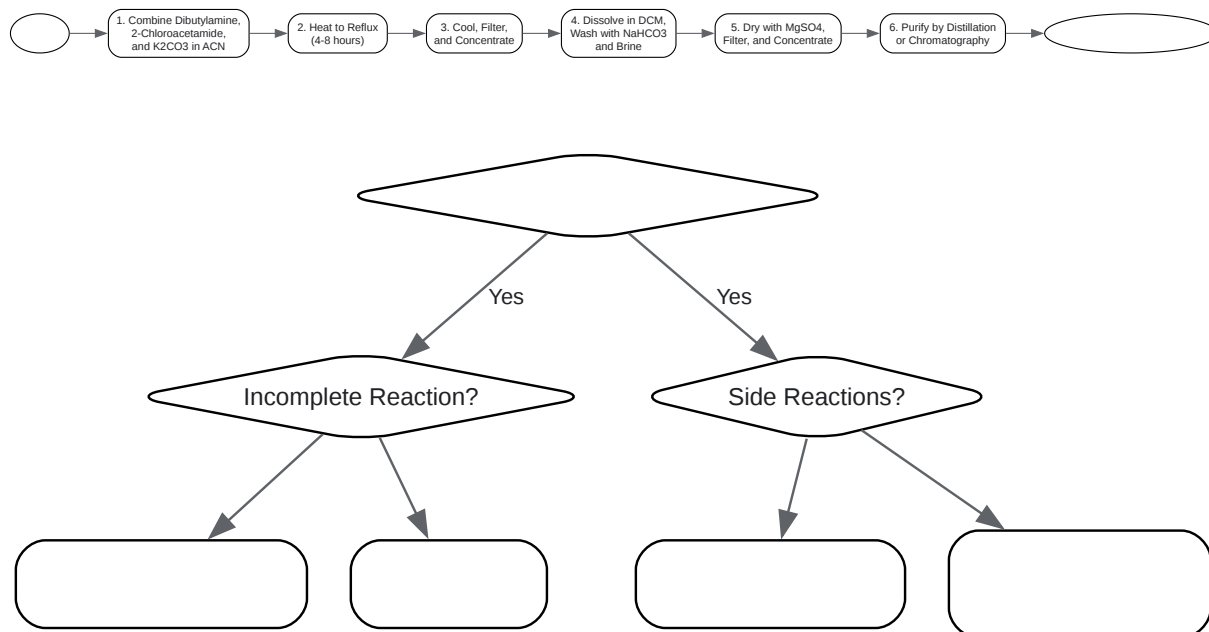 1. Combine Dibutylamine,
2-Chloroacetamide,
and K2CO3 in ACN
2. Heat to Reflux
(4-8 hours)
3. Cool, Filter,
and Concentrate
4. Dissolve in DCM,
Wash with NaHCO3
and Brine
5. Dry with MgSO4,
Filter, and Concentrate
6. Purify by Distillation
or Chromatography
Yes
Yes
Incomplete Reaction?
Side Reactions?